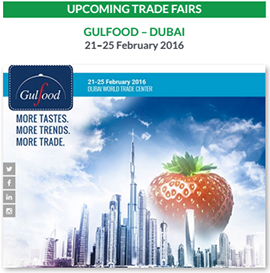 UPCOMING TRADE FAIRS
GULFOOD – DUBAI
21–25 February 2016
Gulfood
21-25 February 2016
DUBAI WORLD TRADE CENTER
MORE TASTES.
MORE TRENDS.
MORE TRADE.